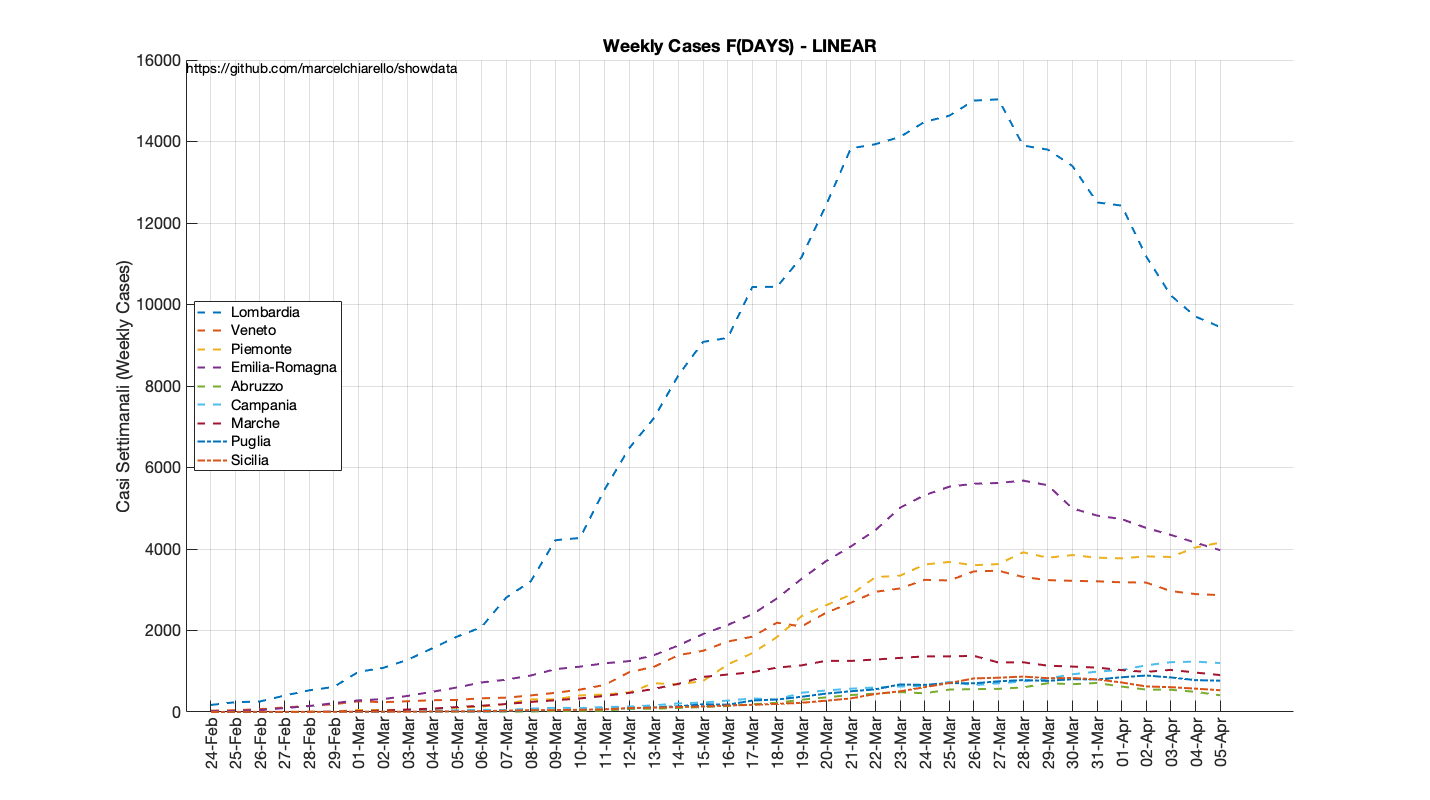 Weekly Cases F(DAYS) - LINEAR
https://github.com/marcelchiarello/showdata
Casi Settimanali (Weekly Cases)
16000
14000
12000
10000
8000
6000
4000
2000
0
Lombardia
Veneto
Piemonte
Emilia-Romagna
Abruzzo
Campania
Marche
Puglia
Sicilia
24-Feb
25-Feb
26-Feb
27-Feb
28-Feb
29-Feb
01-Mar
02-Mar
03-Mar
04-Mar
05-Mar
06-Mar
07-Mar
08-Mar
09-Mar
10-Mar
11-Mar
12-Mar
13-Mar
14-Mar
15-Mar
16-Mar
17-Mar
18-Mar
19-Mar
20-Mar
21-Mar
22-Mar
23-Mar
24-Mar
25-Mar
26-Mar
27-Mar
28-Mar
29-Mar
30-Mar
31-Mar
01-Apr
02-Apr
03-Apr
04-Apr
05-Apr